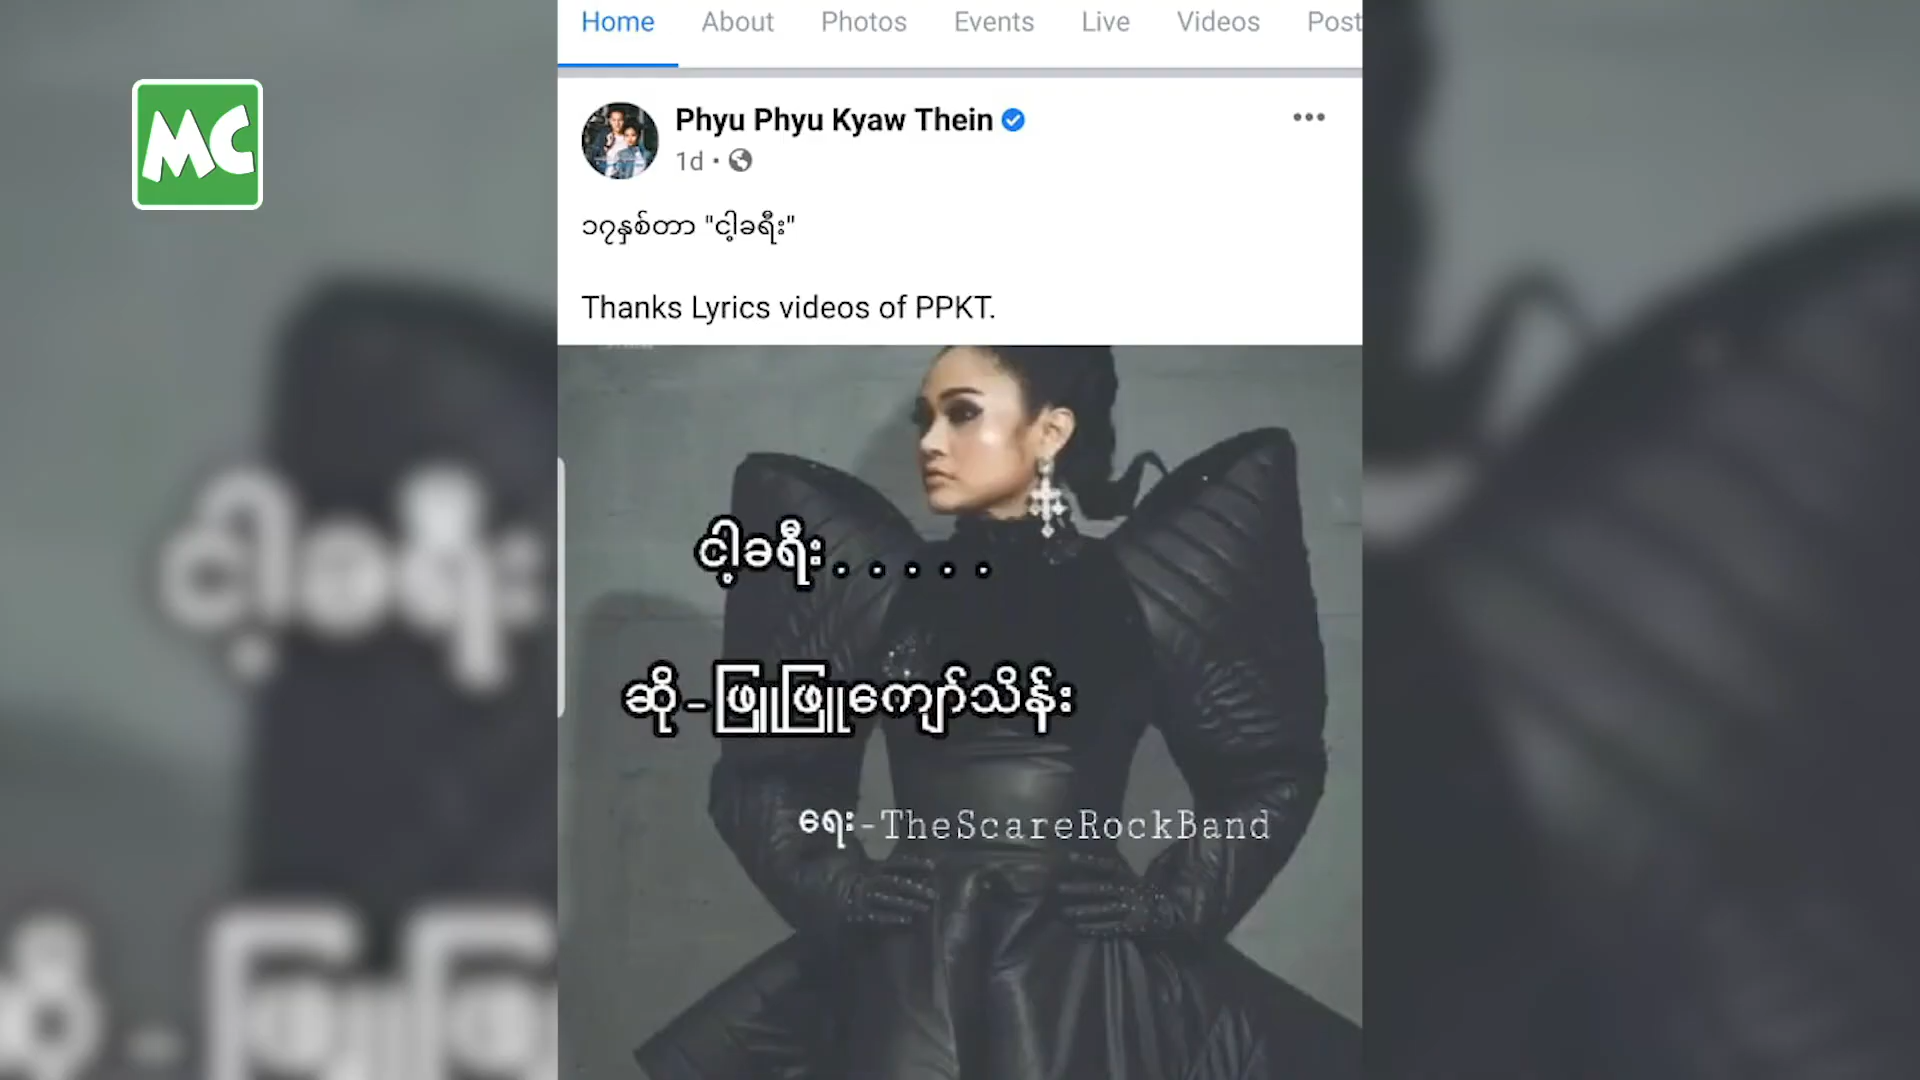 Home About Photos Events Live Videos Post
MC
Phyu Phyu Kyaw Thein
1d
၁၇နှစ်တာ "ငါ့ခရီး"
Thanks Lyrics videos of PPKT.
ငါ့ခရီး.....
ဆို-ဖြူဖြူကျော်သိန်း
ရေး-TheScareRockBand